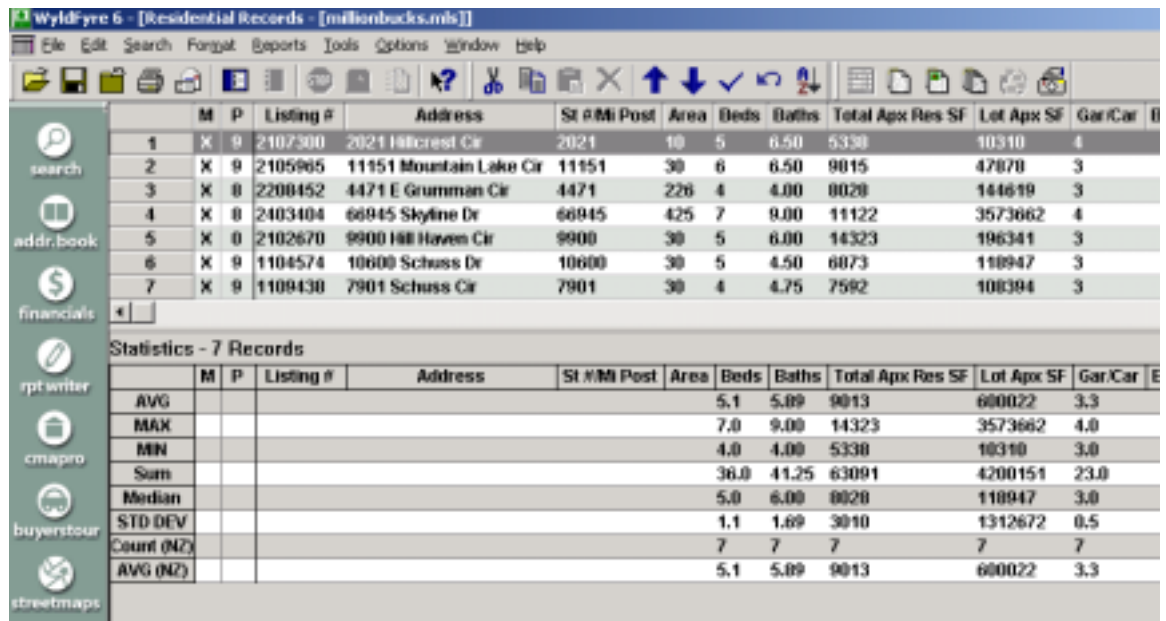 WyldFyre 6 - [Residential Records - [millionbucks.mls]]
File Edit Search Format Reports Tools Options Window Help
M P Listing # Address St #/Mi Post Area Beds Baths Total Apx Res SF Lot Apx SF Gar/Car
1 X 9 2107300 2021 Hillcrest Cir 2021 10 5 6.50 5338 10310 4
2 X 9 2105965 11151 Mountain Lake Cir 11151 30 6 6.50 9815 47878 3
3 X 8 2208452 4471 E Grumman Cir 4471 226 4 4.00 8028 144619 3
4 X 8 2403404 66945 Skyline Dr 66945 425 7 9.00 11122 3573662 4
5 X 0 2102670 9900 Hill Haven Cir 9900 30 5 6.00 14323 196341 3
6 X 9 1104574 10600 Schuss Dr 10600 30 5 4.50 6873 118947 3
7 X 9 1109438 7901 Schuss Cir 7901 30 4 4.75 7592 108394 3
search
addr.book
financials
rpt writer
cmapro
buyerstour
streetmaps
Statistics - 7 Records
M P Listing # Address St #/Mi Post Area Beds Baths Total Apx Res SF Lot Apx SF Gar/Car
AVG 5.1 5.89 9013 600022 3.3
MAX 7.0 9.00 14323 3573662 4.0
MIN 4.0 4.00 5338 10310 3.0
Sum 36.0 41.25 63091 4200151 23.0
Median 5.0 6.00 8028 118947 3.0
STD DEV 1.1 1.69 3010 1312672 0.5
Count (NZ) 7 7 7 7 7
AVG (NZ) 5.1 5.89 9013 600022 3.3